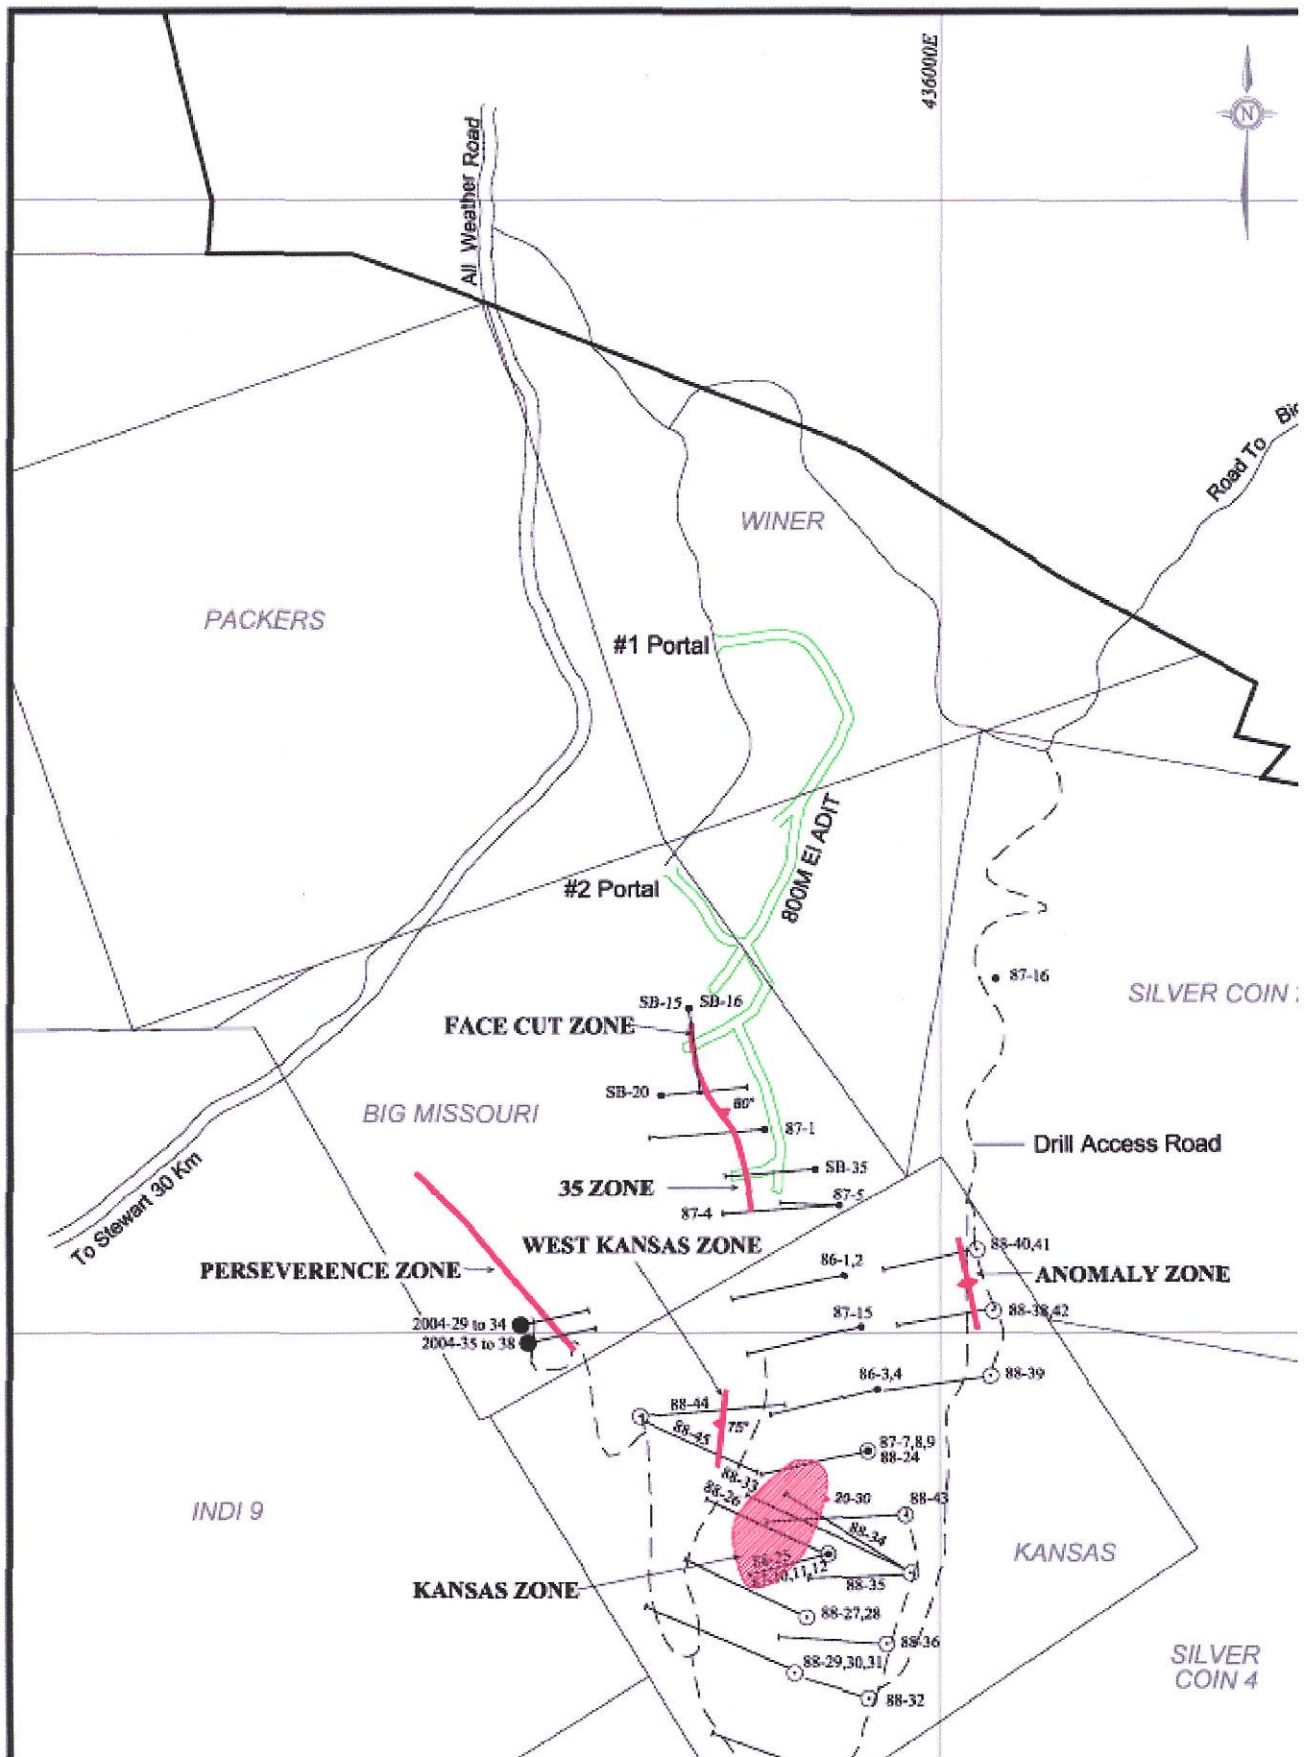 436000E
N
All Weather Road
Road To
WINER
PACKERS
#1 Portal
800M El ADIT
#2 Portal
87-16
SILVER COIN
SB-15 SB-16
FACE CUT ZONE
SB-20
80°
BIG MISSOURI
87-1
Drill Access Road
To Stewart 30 Km
SB-35
35 ZONE
87-5
87-4
WEST KANSAS ZONE
88-40,41
86-1,2
PERSEVERENCE ZONE
ANOMALY ZONE
88-38,42
2004-29 to 34
87-15
2004-35 to 38
86-3,4
88-39
88-44
88-45
75°
87-7,8,9
88-24
88-33
88-26
20-30
88-43
INDI 9
88-34
KANSAS
88-25
10,11,12
88-35
KANSAS ZONE
88-27,28
88-36
88-29,30,31
SILVER
COIN 4
88-32